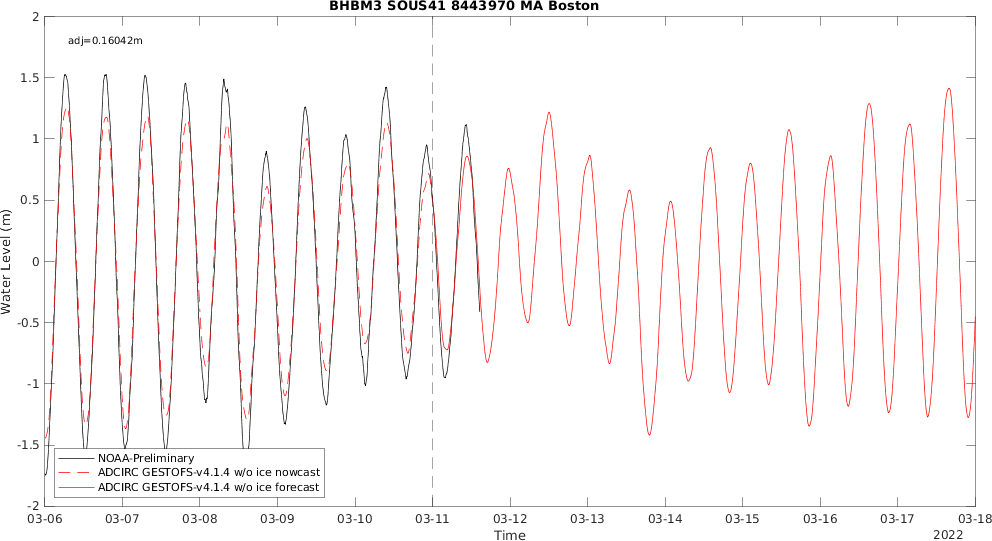 BHBM3 SOUS41 8443970 MA Boston
adj=0.16042m
Water Level (m)
2
1.5
1
0.5
0
-0.5
-1
-1.5
-2
NOAA-Preliminary
ADCIRC GESTOFS-v4.1.4 w/o ice nowcast
ADCIRC GESTOFS-v4.1.4 w/o ice forecast
03-06 03-07 03-08 03-09 03-10 03-11 03-12 03-13 03-14 03-15 03-16 03-17 03-18
Time
2022